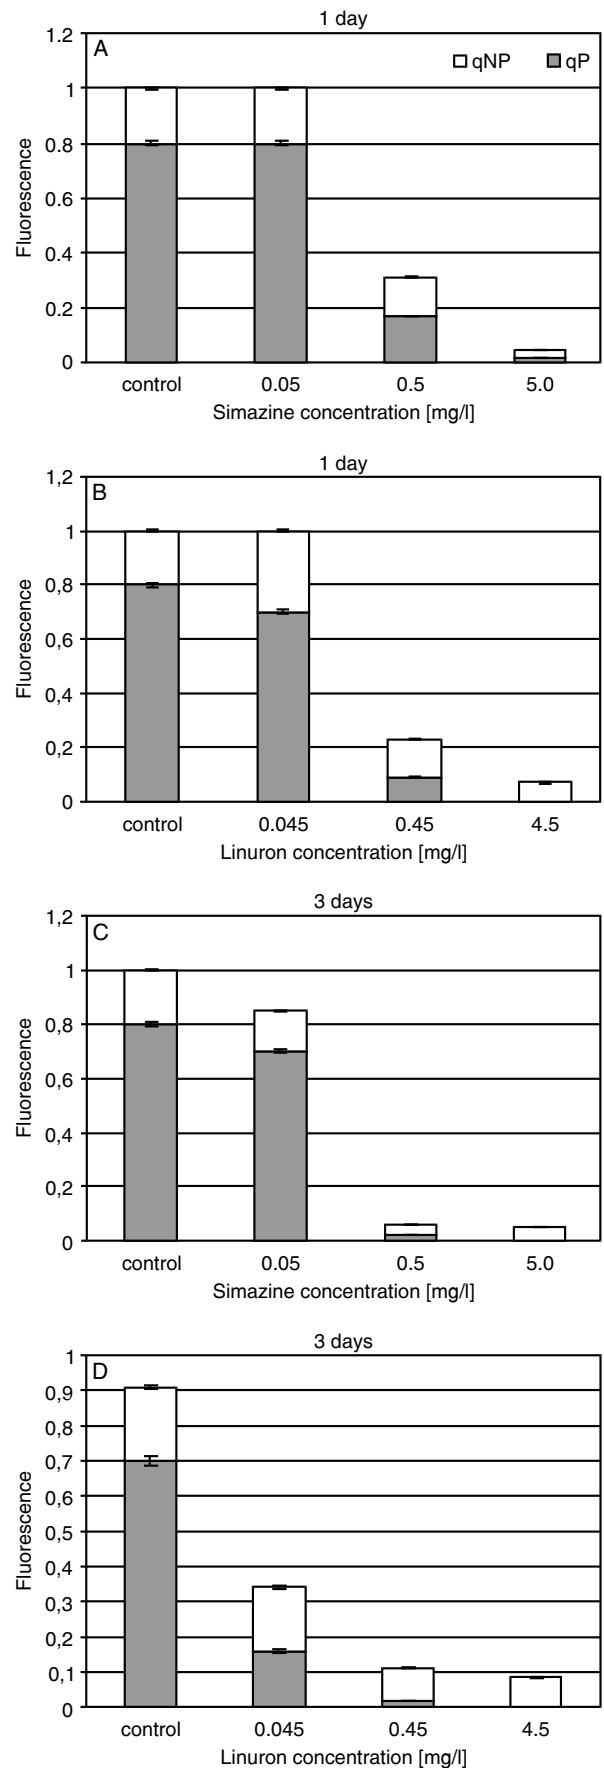 1 day
A
qNP qP
1.2
1
0.8
0.6
0.4
0.2
0
Fluorescence
control 0.05 0.5 5.0
Simazine concentration [mg/l]
1 day
B
1,2
1
0,8
0,6
0,4
0,2
0
Fluorescence
control 0.045 0.45 4.5
Linuron concentration [mg/l]
3 days
C
1,2
1
0,8
0,6
0,4
0,2
0
Fluorescence
control 0.05 0.5 5.0
Simazine concentration [mg/l]
3 days
D
1
0,9
0,8
0,7
0,6
0,5
0,4
0,3
0,2
0,1
0
Fluorescence
control 0.045 0.45 4.5
Linuron concentration [mg/l]